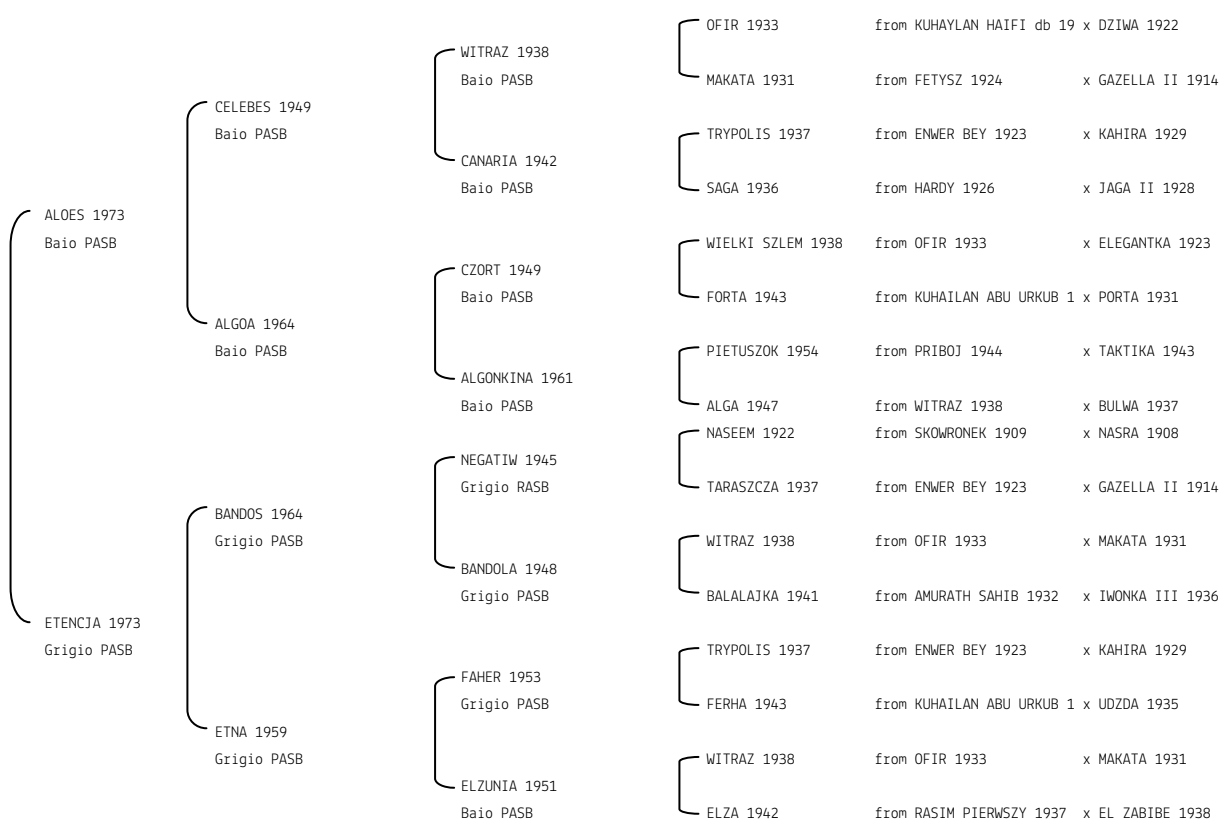 OFIR 1933 from KUHAYLAN HAIFI db 19 x DZIWA 1922
WITRAZ 1938
Baio PASB MAKATA 1931 from FETYSZ 1924 x GAZELLA II 1914
CELEBES 1949
Baio PASB TRYPOLIS 1937 from ENWER BEY 1923 x KAHIRA 1929
CANARIA 1942
Baio PASB SAGA 1936 from HARDY 1926 x JAGA II 1928
ALOES 1973
Baio PASB WIELKI SZLEM 1938 from OFIR 1933 x ELEGANTKA 1923
CZORT 1949
Baio PASB FORTA 1943 from KUHAILAN ABU URKUB 1 x PORTA 1931
ALGOA 1964
Baio PASB PIETUSZOK 1954 from PRIBOJ 1944 x TAKTIKA 1943
ALGONKINA 1961
Baio PASB ALGA 1947 from WITRAZ 1938 x BULWA 1937
NASEEM 1922 from SKOWRONEK 1909 x NASRA 1908
NEGATIW 1945
Grigio RASB TARASZCZA 1937 from ENWER BEY 1923 x GAZELLA II 1914
BANDOS 1964
Grigio PASB WITRAZ 1938 from OFIR 1933 x MAKATA 1931
BANDOLA 1948
Grigio PASB BALALAJKA 1941 from AMURATH SAHIB 1932 x IWONKA III 1936
ETENCJA 1973
Grigio PASB TRYPOLIS 1937 from ENWER BEY 1923 x KAHIRA 1929
FAHER 1953
Grigio PASB FERHA 1943 from KUHAILAN ABU URKUB 1 x UDZDA 1935
ETNA 1959
Grigio PASB WITRAZ 1938 from OFIR 1933 x MAKATA 1931
ELZUNIA 1951
Baio PASB ELZA 1942 from RASIM PIERWSZY 1937 x EL ZABIBE 1938